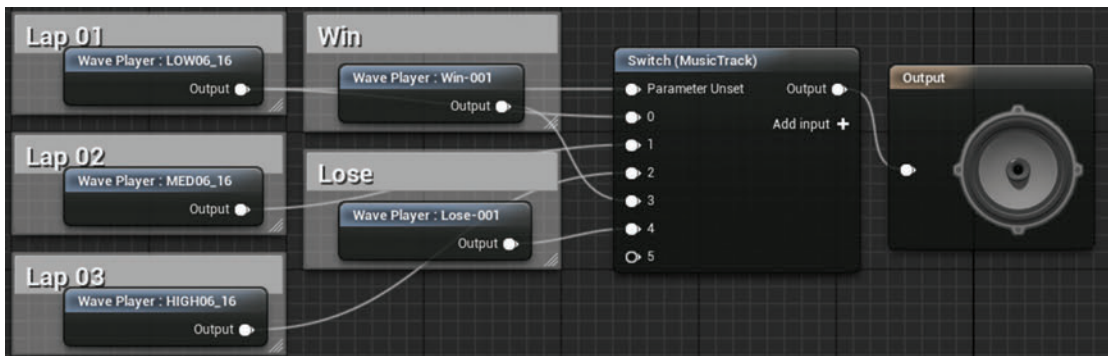 Lap 01
Wave Player : LOW06_16
Output
Lap 02
Wave Player : MED06_16
Output
Lap 03
Wave Player : HIGH06_16
Output
Win
Wave Player : Win-001
Output
Lose
Wave Player : Lose-001
Output
Switch (MusicTrack)
Parameter Unset Output
0
Add input +
1
2
3
4
5
Output